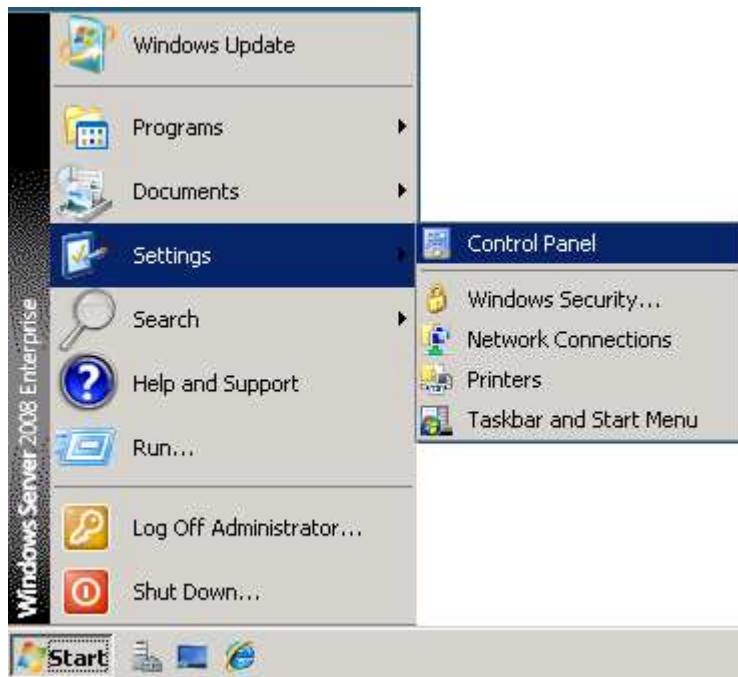 Windows Update
Programs
Documents
Settings
Search
Help and Support
Run...
Log Off Administrator...
Shut Down...
Control Panel
Windows Security...
Network Connections
Printers
Taskbar and Start Menu
Windows Server 2008 Enterprise
Start